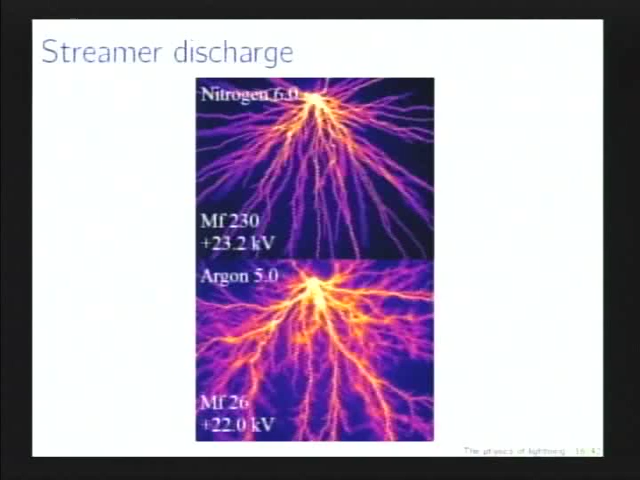 Streamer discharge
Nitrogen 6.0
Mf 230
+23.2 kV
Argon 5.0
Mf 26
+22.0 kV
The physics of lightning